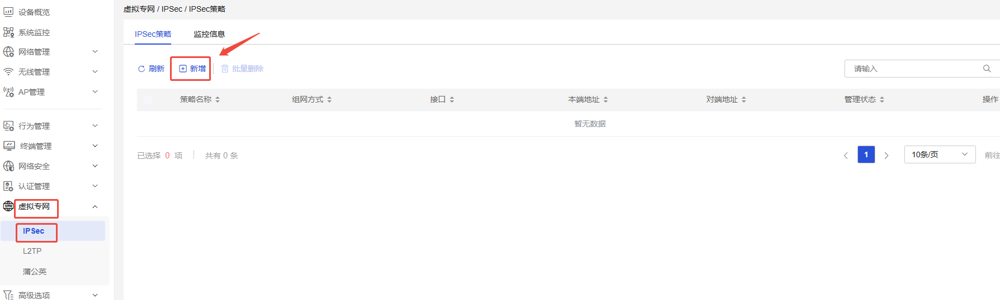 设备概览
系统监控
网络管理
无线管理
AP管理
行为管理
终端管理
网络安全
认证管理
VPN 虚拟专网
IPSec
L2TP
蒲公英
高级选项
虚拟专网 / IPSec / IPSec策略
IPSec策略 监控信息
刷新 新增 批量删除 请输入
策略名称 组网方式 接口 本端地址 对端地址 管理状态 操作
暂无数据
已选择 0 项 共有 0 条 1 10条/页 前往